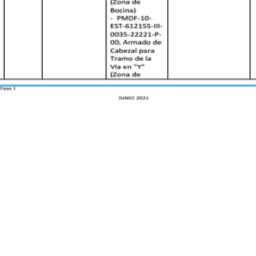 (Zona de
Bocina)
- PMDF-10-
EST-612155-III-
0035-22221-P-
00, Armado de
Cabezal para
Tramo de la
Vía en "Y"
(Zona de
Fase I
JUNIO 2021